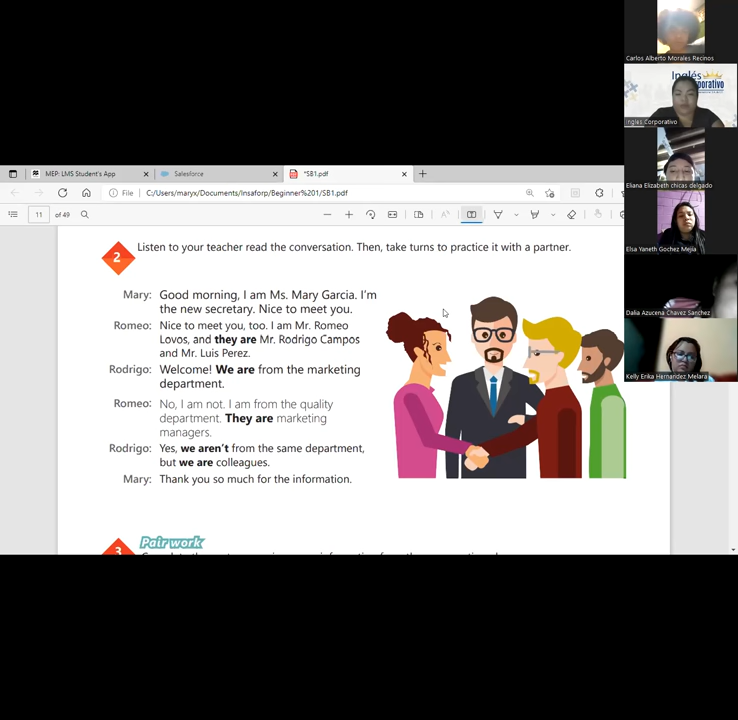 Carlos Alberto Morales Recinos
Inglés
orporativo
Inglés Corporativo
Eliana Elizabeth chicas delgado
Elsa Yaneth Gochez Mejía
Dalia Azucena Chavez Sanchez
Kelly Erika Hernandez Melara
MEP: LMS Student's App
Salesforce
*SB1.pdf
File
C:/Users/maryx/Documents/Insaforp/Beginner%201/SB1.pdf
11 of 49
2 Listen to your teacher read the conversation. Then, take turns to practice it with a partner.
Mary: Good morning, I am Ms. Mary Garcia. I'm
the new secretary. Nice to meet you.
Romeo: Nice to meet you, too. I am Mr. Romeo
Lovos, and they are Mr. Rodrigo Campos
and Mr. Luis Perez.
Rodrigo: Welcome! We are from the marketing
department.
Romeo: No, I am not. I am from the quality
department. They are marketing
managers.
Rodrigo: Yes, we aren't from the same department,
but we are colleagues.
Mary: Thank you so much for the information.
3 Pair work